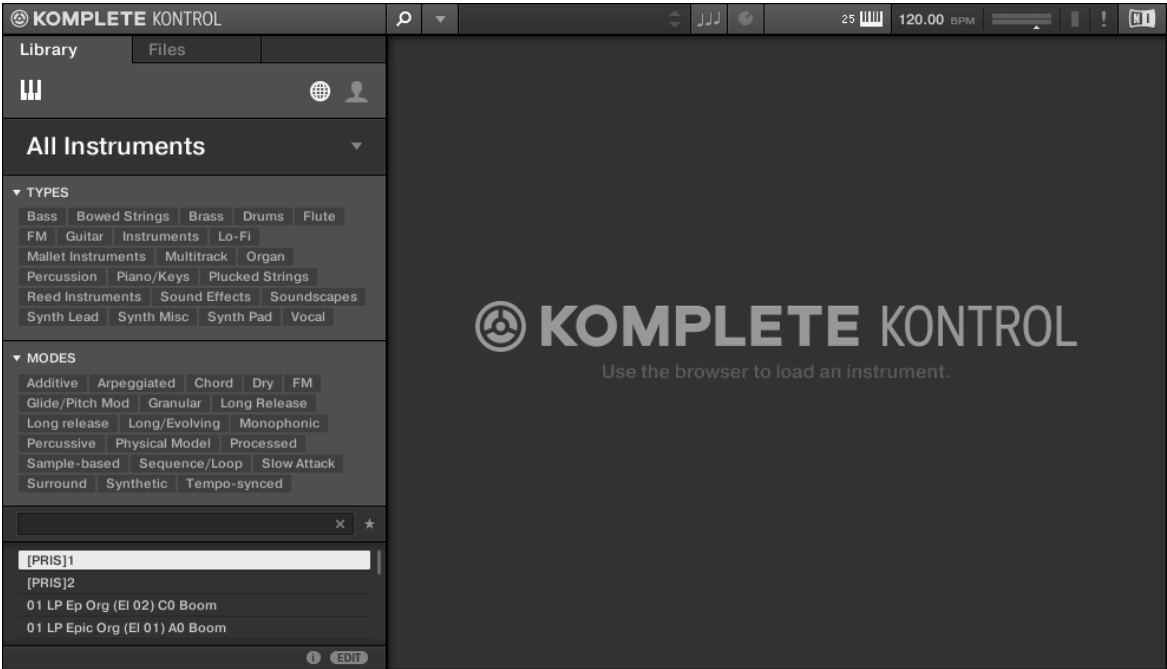 KOMPLETE KONTROL
25
120.00 BPM
!
NI
Library Files
All Instruments
TYPES
Bass Bowed Strings Brass Drums Flute
FM Guitar Instruments Lo-Fi
Mallet Instruments Multitrack Organ
Percussion Piano/Keys Plucked Strings
Reed Instruments Sound Effects Soundscapes
Synth Lead Synth Misc Synth Pad Vocal
MODES
Additive Arpeggiated Chord Dry FM
Glide/Pitch Mod Granular Long Release
Long release Long/Evolving Monophonic
Percussive Physical Model Processed
Sample-based Sequence/Loop Slow Attack
Surround Synthetic Tempo-synced
[PRIS]1
[PRIS]2
01 LP Ep Org (El 02) C0 Boom
01 LP Epic Org (El 01) A0 Boom
i EDIT
KOMPLETE KONTROL
Use the browser to load an instrument.